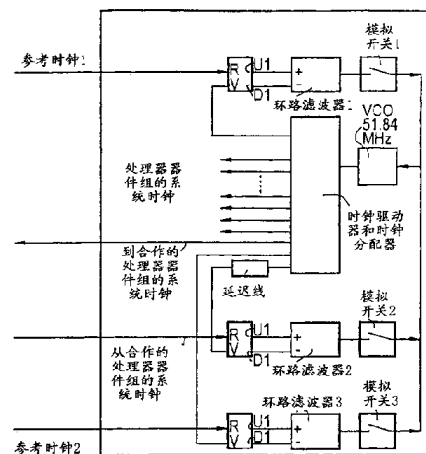 模拟
开关1
参考时钟1
R
V
U1
D1
+
-
环路滤波器1
VCO
51.84
MHz
处理器器
件组的系
统时钟
时钟驱动
器和时钟
分配器
到合作的
处理器器
件组的系
统时钟
延迟线
模拟
开关2
R
V
U1
D1
+
-
环路滤波器2
从合作的
处理器器
件组的系
统时钟
环路滤波器3
模拟
开关3
R
V
U1
D1
+
-
参考时钟2